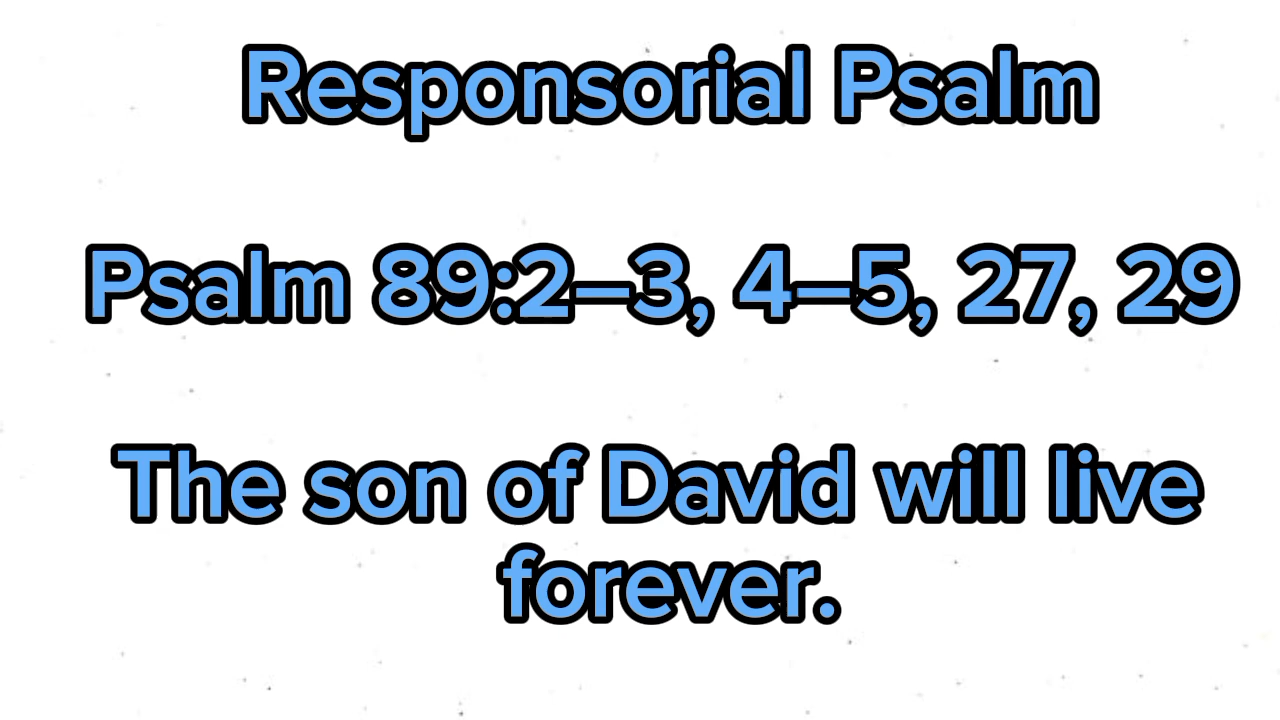 Responsorial Psalm
Psalm 89:2–3, 4–5, 27, 29
The son of David will live
forever.